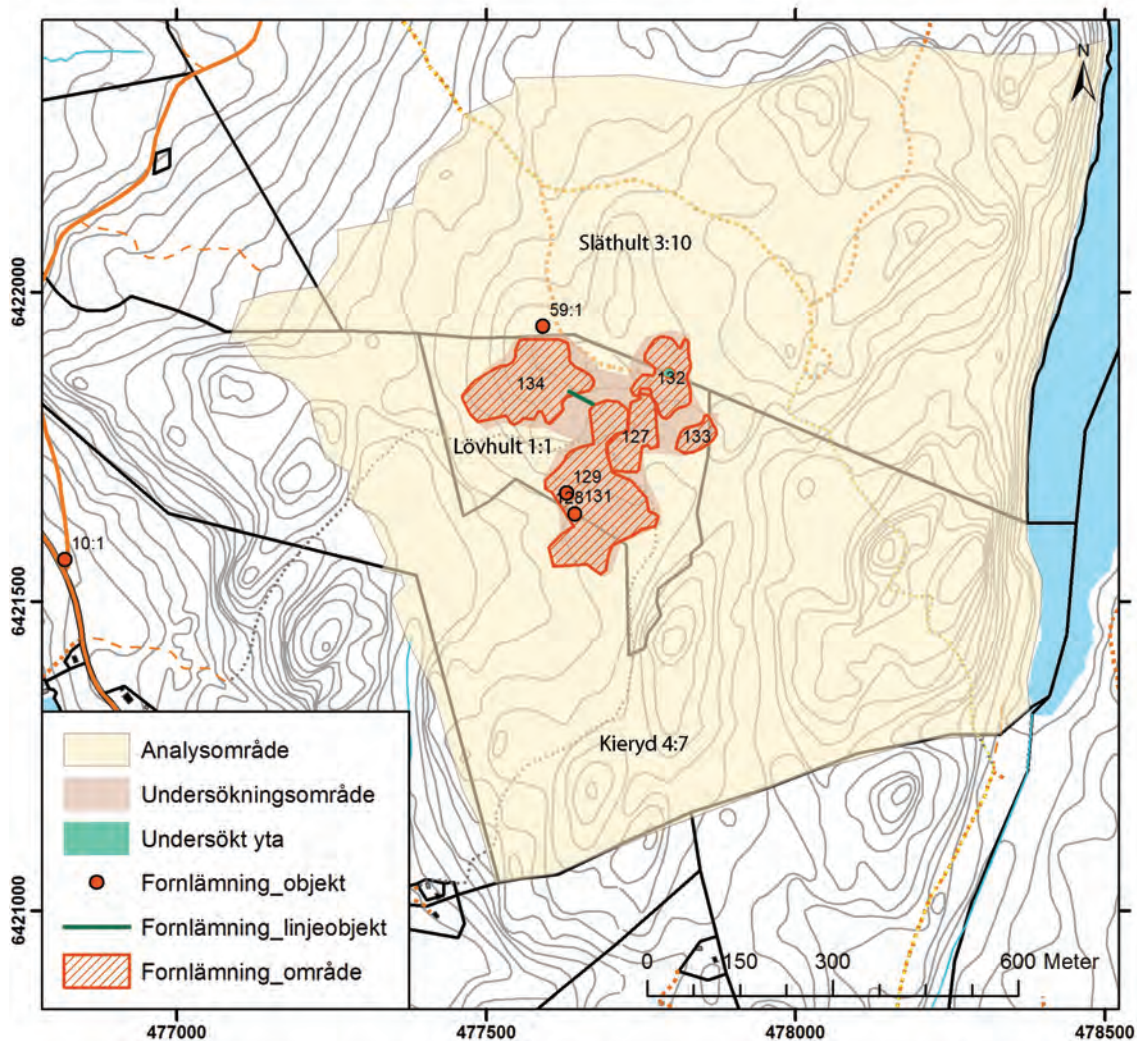 N
Släthult 3:10
6422000
59:1
134
132
127
133
Lövhult 1:1
129
128
131
10:1
6421500
Kieryd 4:7
Analysområde
Undersökningsområde
Undersökt yta
Fornlämning_objekt
Fornlämning_linjeobjekt
Fornlämning_område
6421000
0 150 300 600 Meter
477000 477500 478000 478500